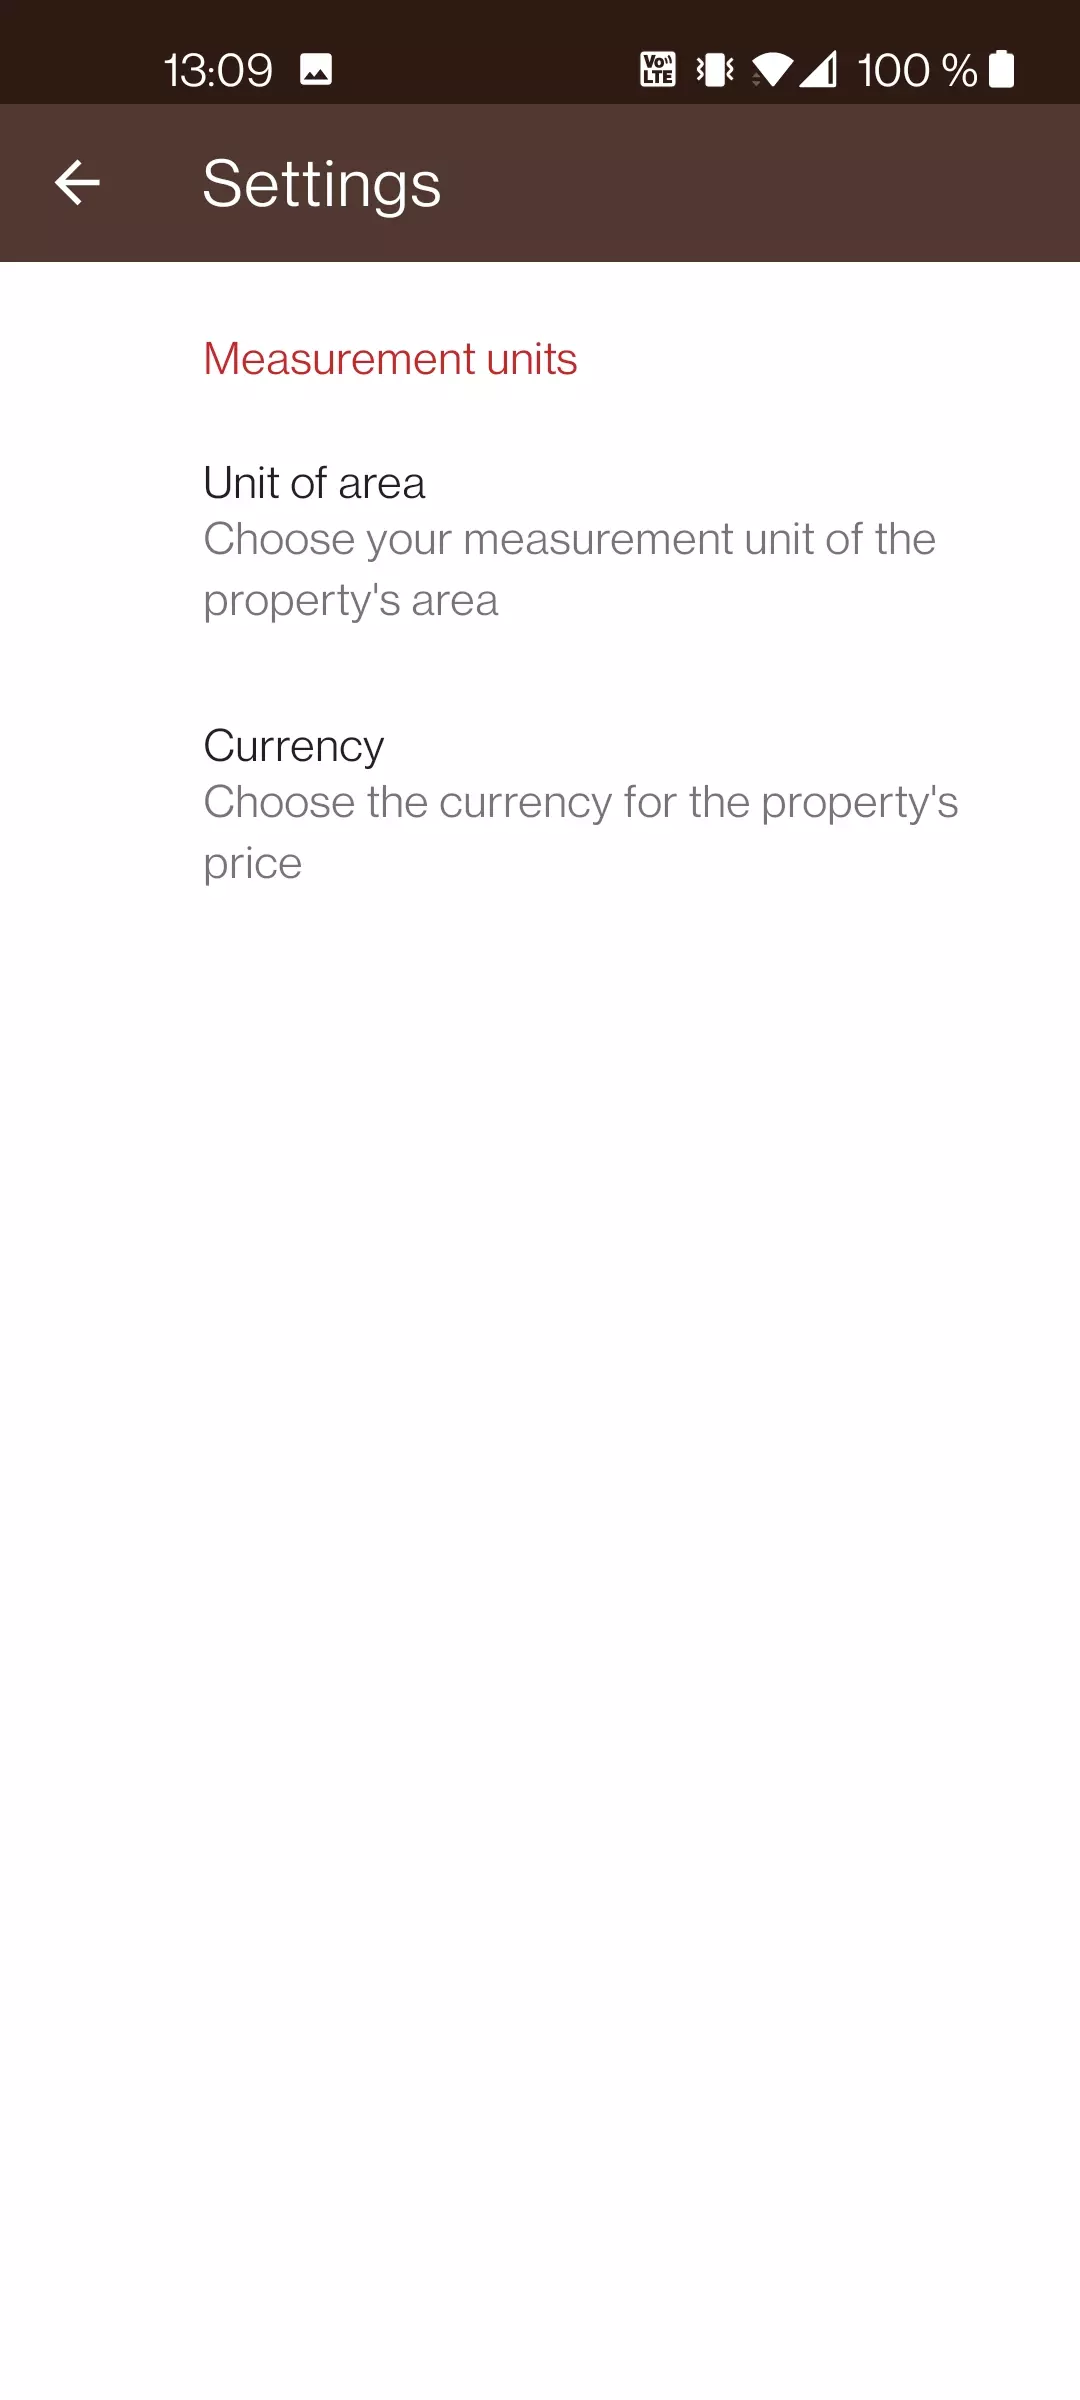 13:09 Vo LTE 100 %
Settings
Measurement units
Unit of area
Choose your measurement unit of the
property's area
Currency
Choose the currency for the property's
price